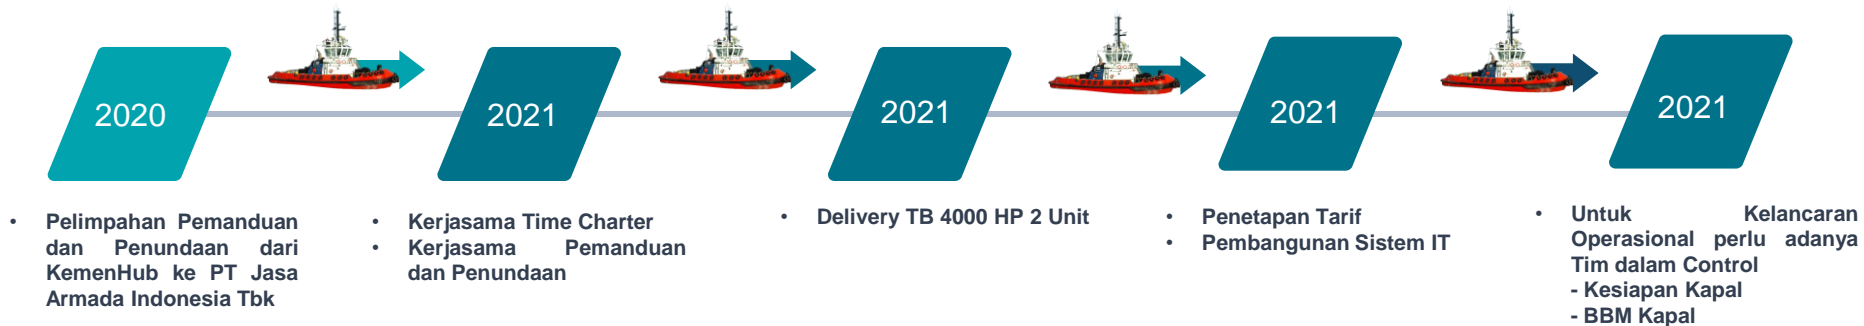 2020
2021
2021
2021
2021
• Pelimpahan Pemanduan
dan Penundaan dari
KemenHub ke PT Jasa
Armada Indonesia Tbk
• Kerjasama Time Charter
• Kerjasama Pemanduan
dan Penundaan
• Delivery TB 4000 HP 2 Unit
• Penetapan Tarif
• Pembangunan Sistem IT
• Untuk Kelancaran
Operasional perlu adanya
Tim dalam Control
- Kesiapan Kapal
- BBM Kapal